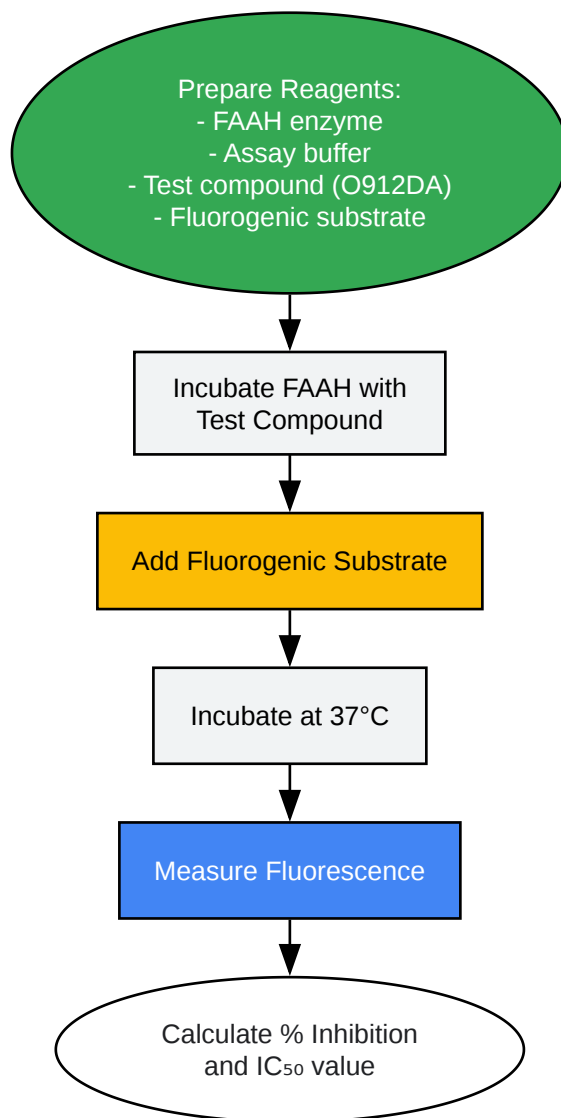 Prepare Reagents:
- FAAH enzyme
- Assay buffer
- Test compound (O912DA)
- Fluorogenic substrate
Incubate FAAH with
Test Compound
Add Fluorogenic Substrate
Incubate at 37°C
Measure Fluorescence
Calculate % Inhibition
and IC₅₀ value